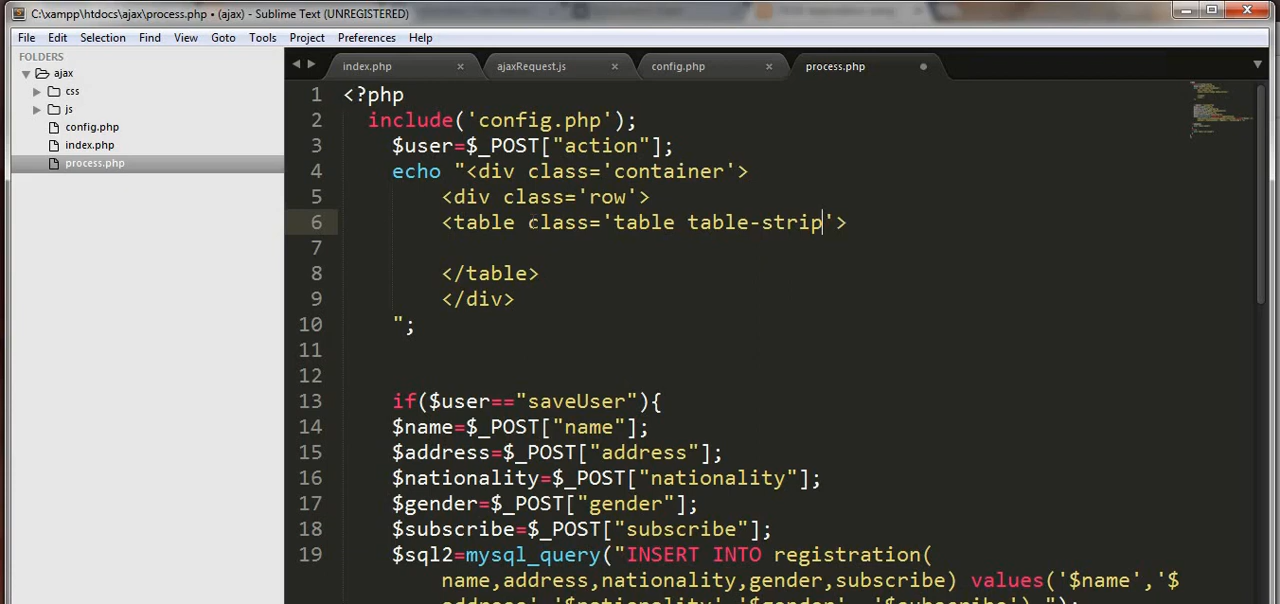 C:\xampp\htdocs\ajax\process.php • (ajax) - Sublime Text (UNREGISTERED)
File Edit Selection Find View Goto Tools Project Preferences Help
FOLDERS
ajax
css
js
config.php
index.php
process.php
index.php ajaxRequest.js config.php process.php
1 <?php
2 include('config.php');
3 $user=$_POST["action"];
4 echo "<div class='container'>
5 <div class='row'>
6 <table class='table table-strip'>
7
8 </table>
9 </div>
10 ";
11
12
13 if($user=="saveUser"){
14 $name=$_POST["name"];
15 $address=$_POST["address"];
16 $nationality=$_POST["nationality"];
17 $gender=$_POST["gender"];
18 $subscribe=$_POST["subscribe"];
19 $sql2=mysql_query("INSERT INTO registration(
name,address,nationality,gender,subscribe) values('$name','$
address','$nationality','$gender', '$subscribe') ");